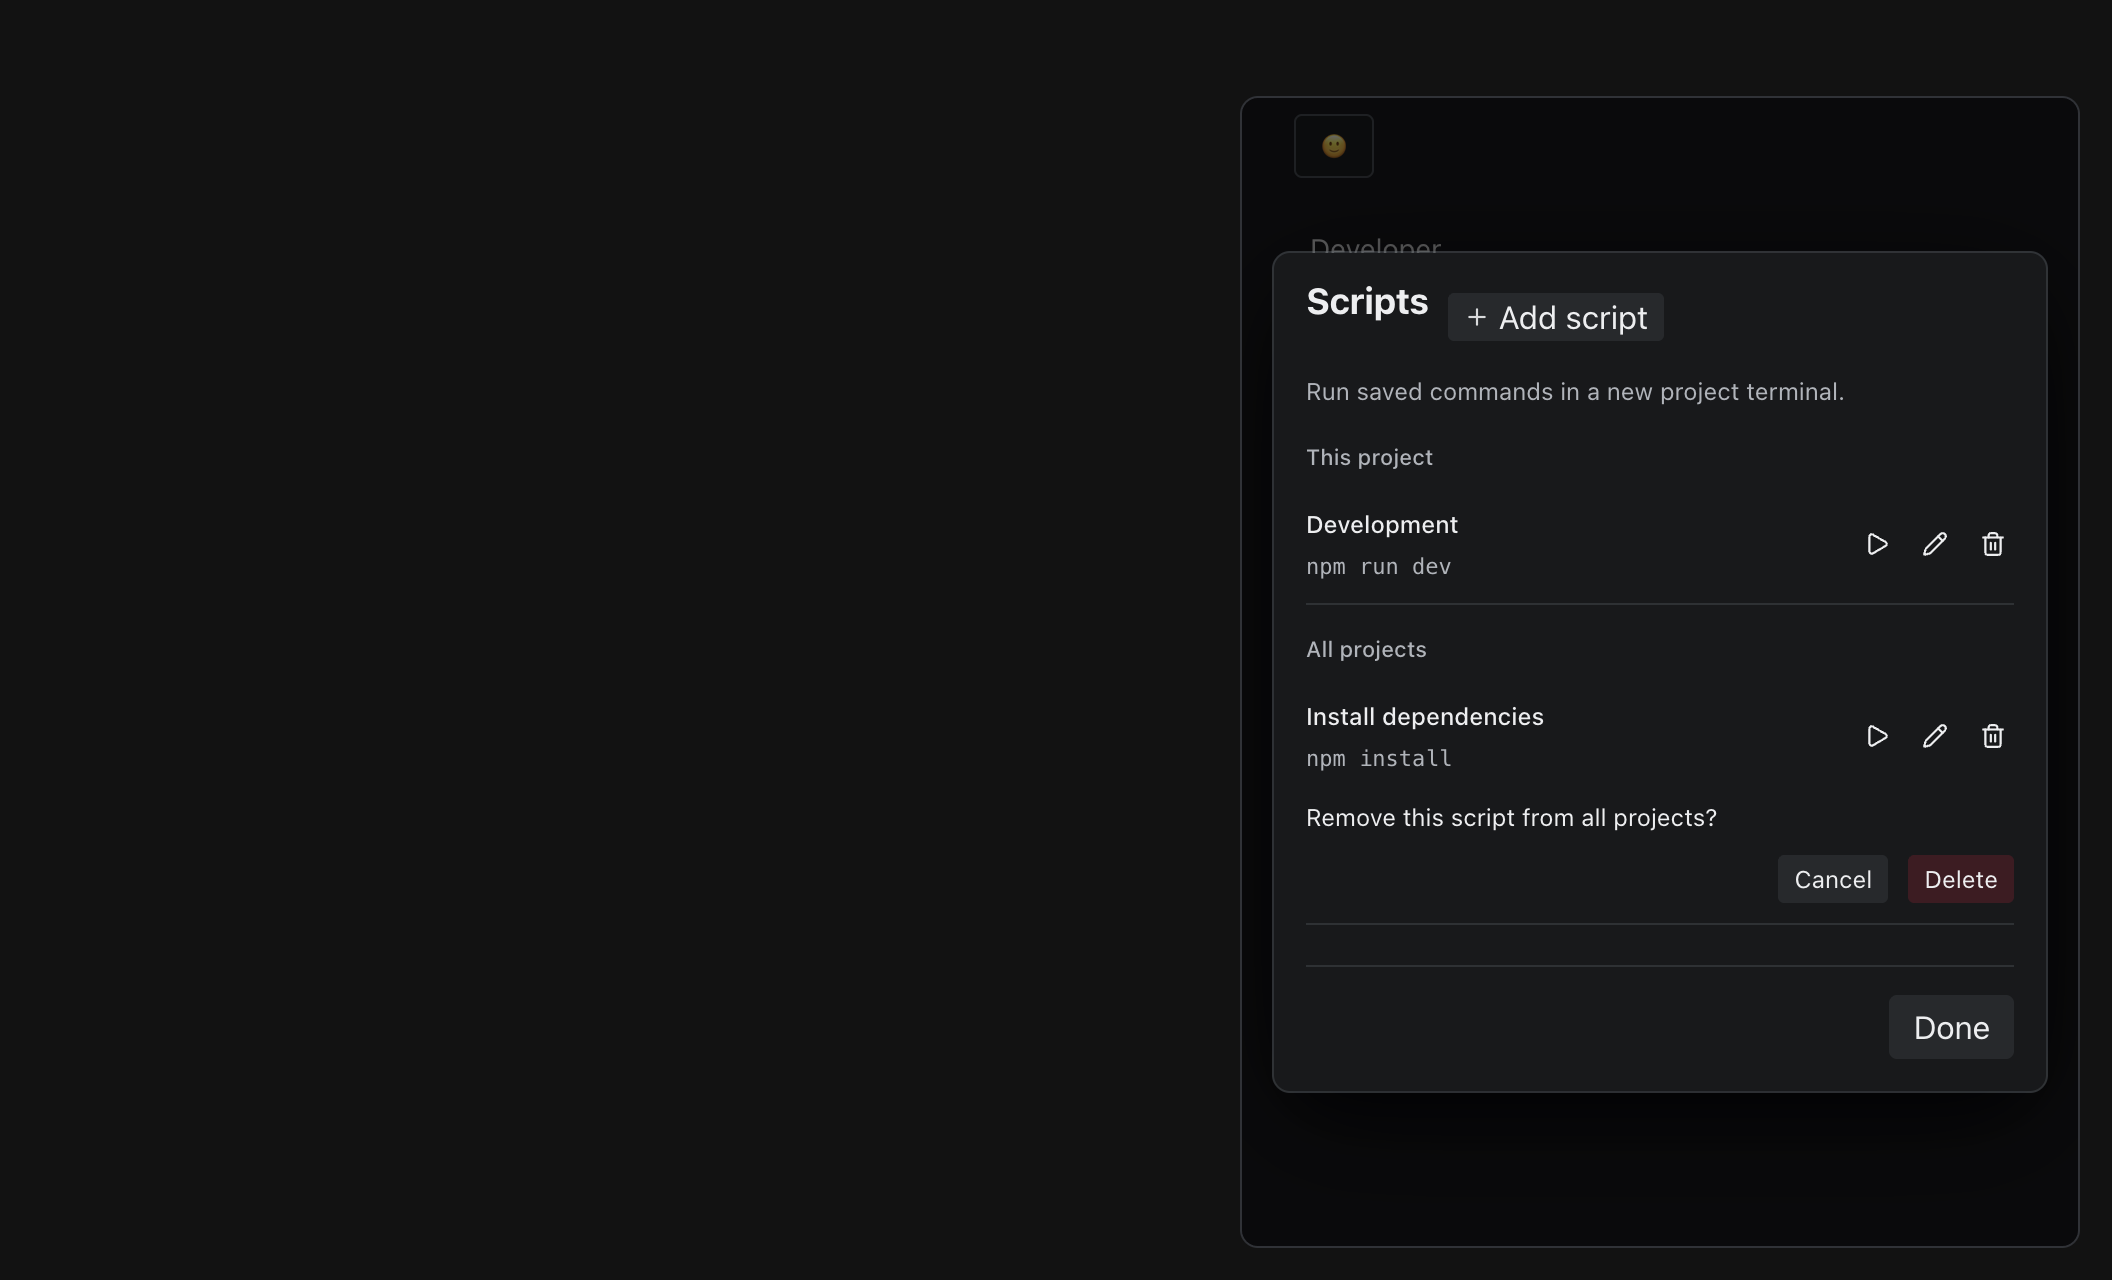 Developer
Scripts
+ Add script
Run saved commands in a new project terminal.
This project
Development
npm run dev
All projects
Install dependencies
npm install
Remove this script from all projects?
Cancel
Delete
Done